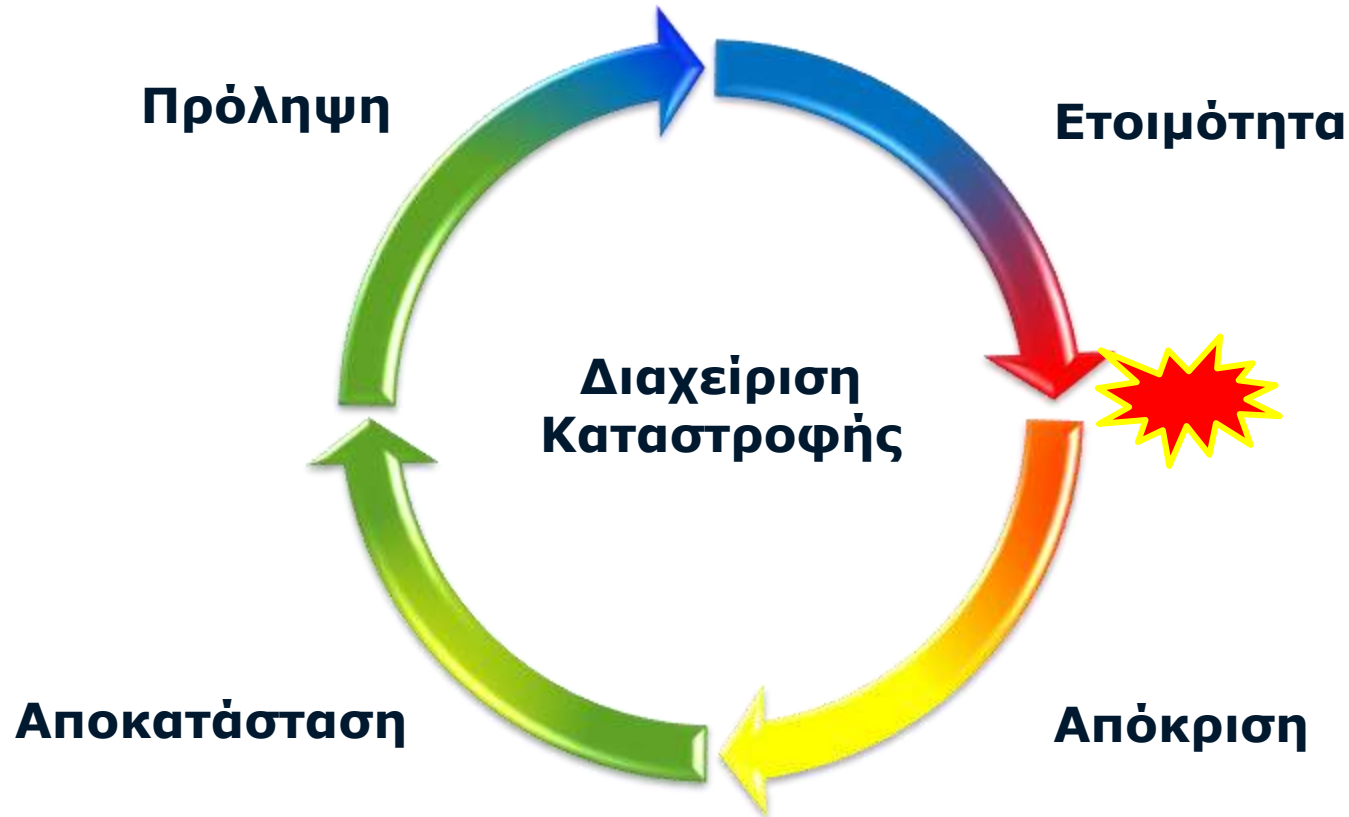 Πρόληψη
Ετοιμότητα
Διαχείριση
Καταστροφής
Αποκατάσταση
Απόκριση